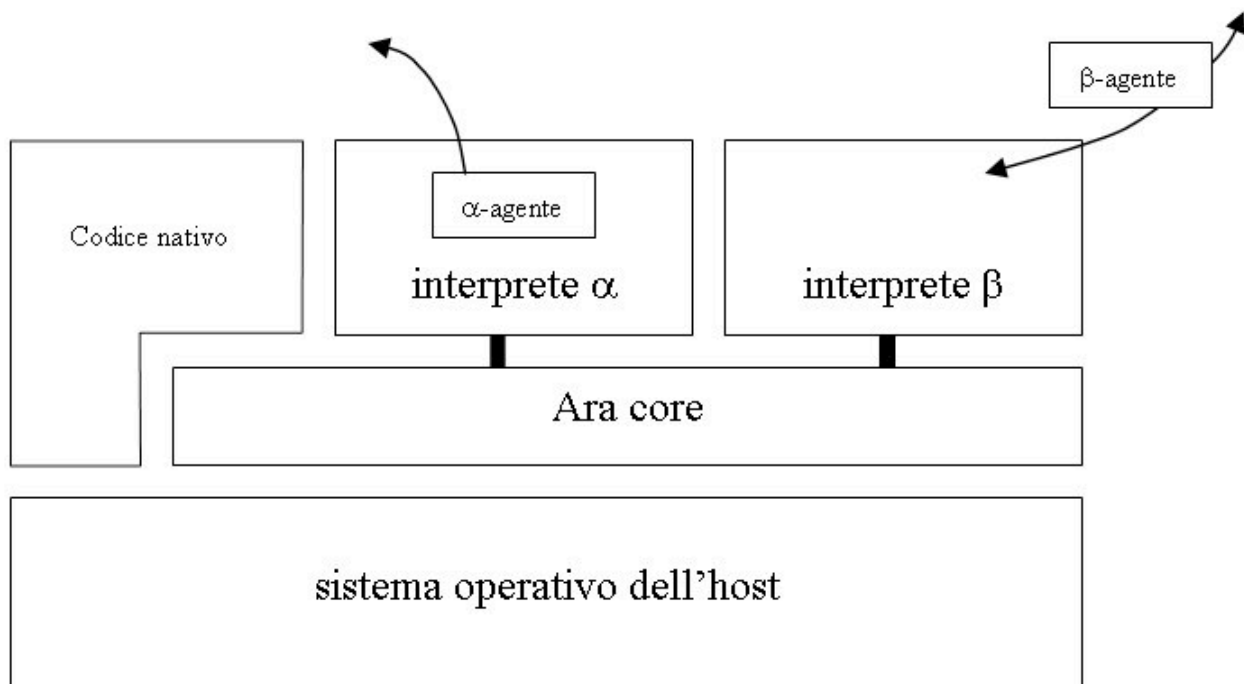 β-agente
Codice nativo
α-agente
interprete α
interprete β
Ara core
sistema operativo dell’host